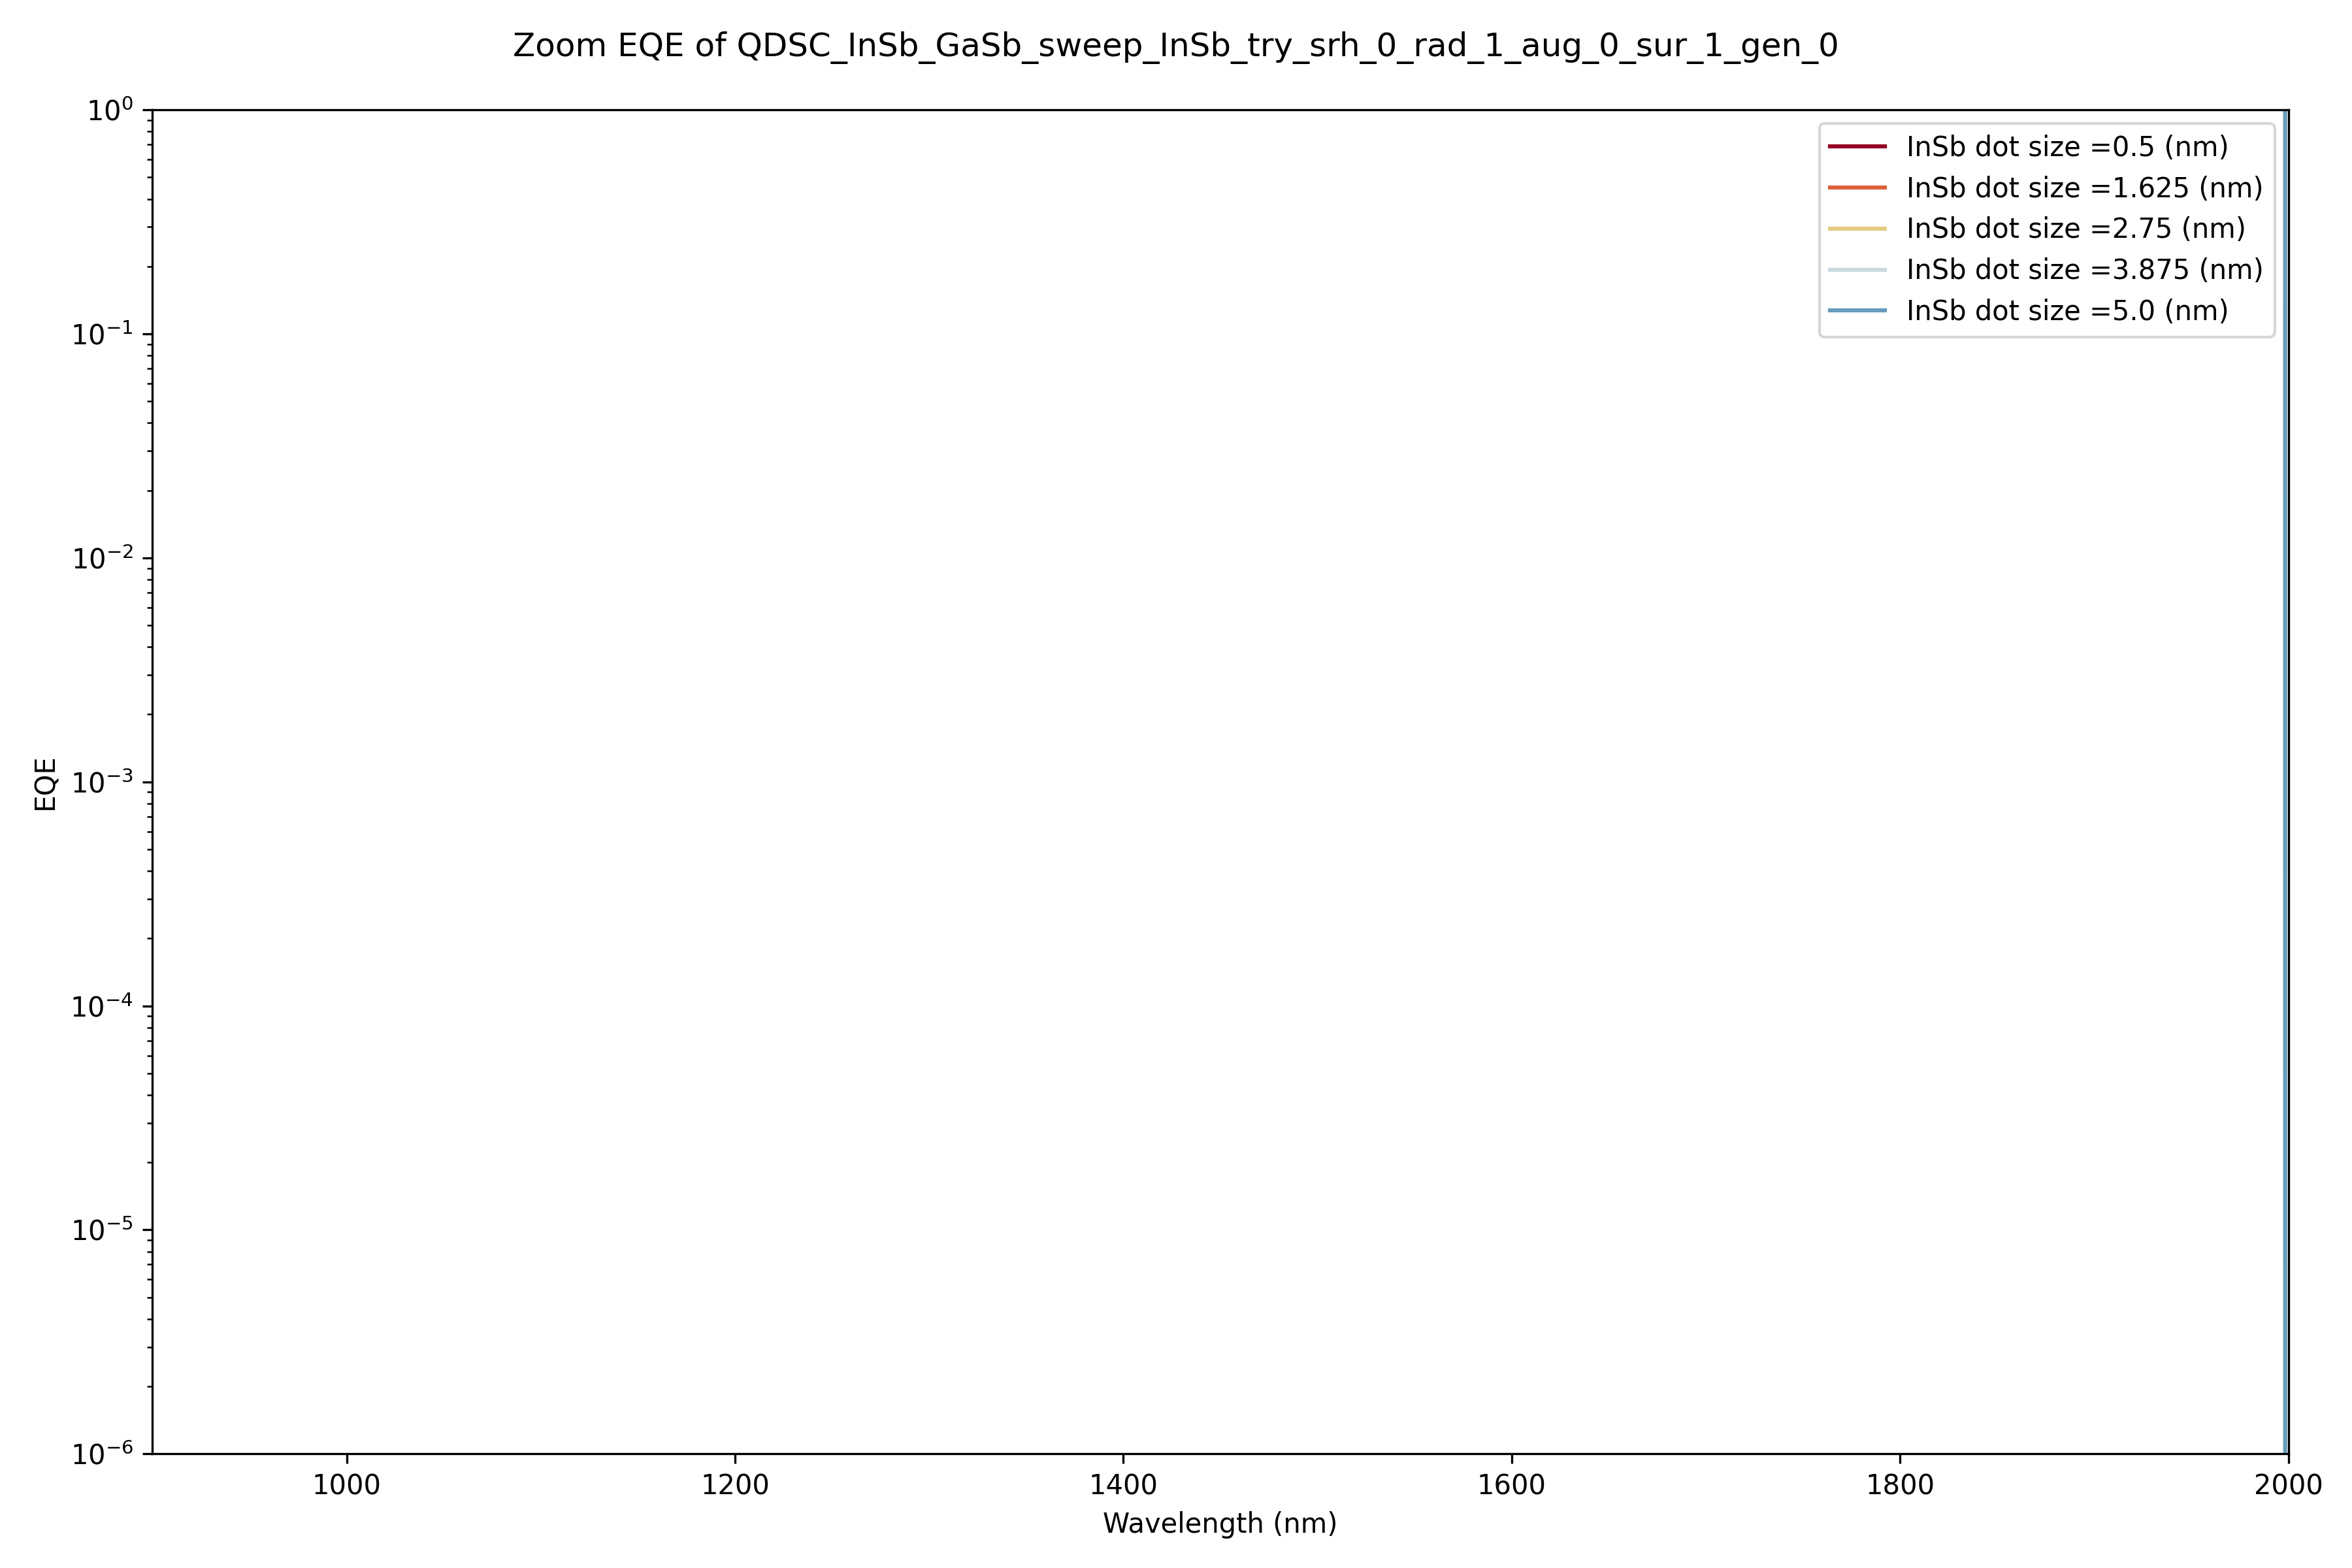 Zoom EQE of QDSC_InSb_GaSb_sweep_InSb_try_srh_0_rad_1_aug_0_sur_1_gen_0
InSb dot size =0.5 (nm)
InSb dot size =1.625 (nm)
InSb dot size =2.75 (nm)
InSb dot size =3.875 (nm)
InSb dot size =5.0 (nm)
EQE
10⁰
10⁻¹
10⁻²
10⁻³
10⁻⁴
10⁻⁵
10⁻⁶
1000 1200 1400 1600 1800 2000
Wavelength (nm)